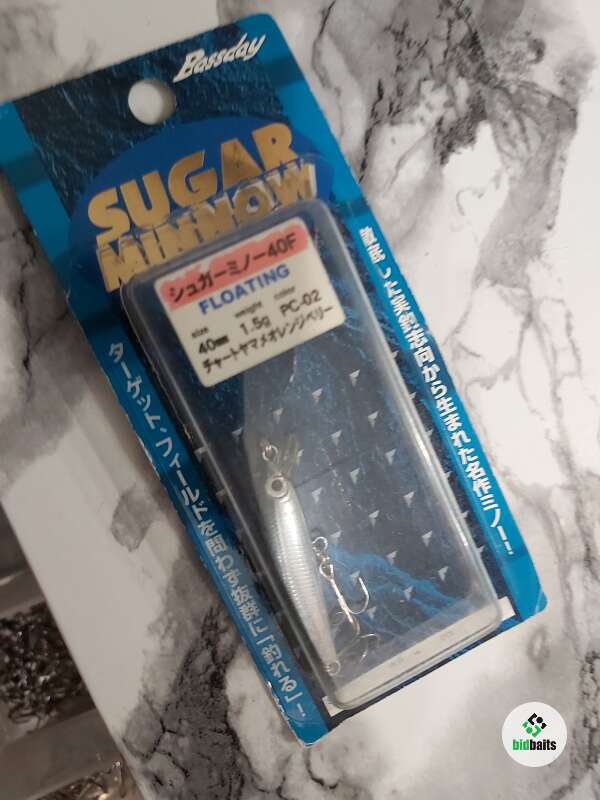 Bassday
SUGAR
MINNOW
シュガーミノー40F
FLOATING
size weight color
40mm 1.5g PC-02
チャートヤマメオレンジベリー
徹底した実釣志向から生まれた名作ミノー!
ターゲット、フィールドを問わず抜群に「釣れる」!
bidbaits